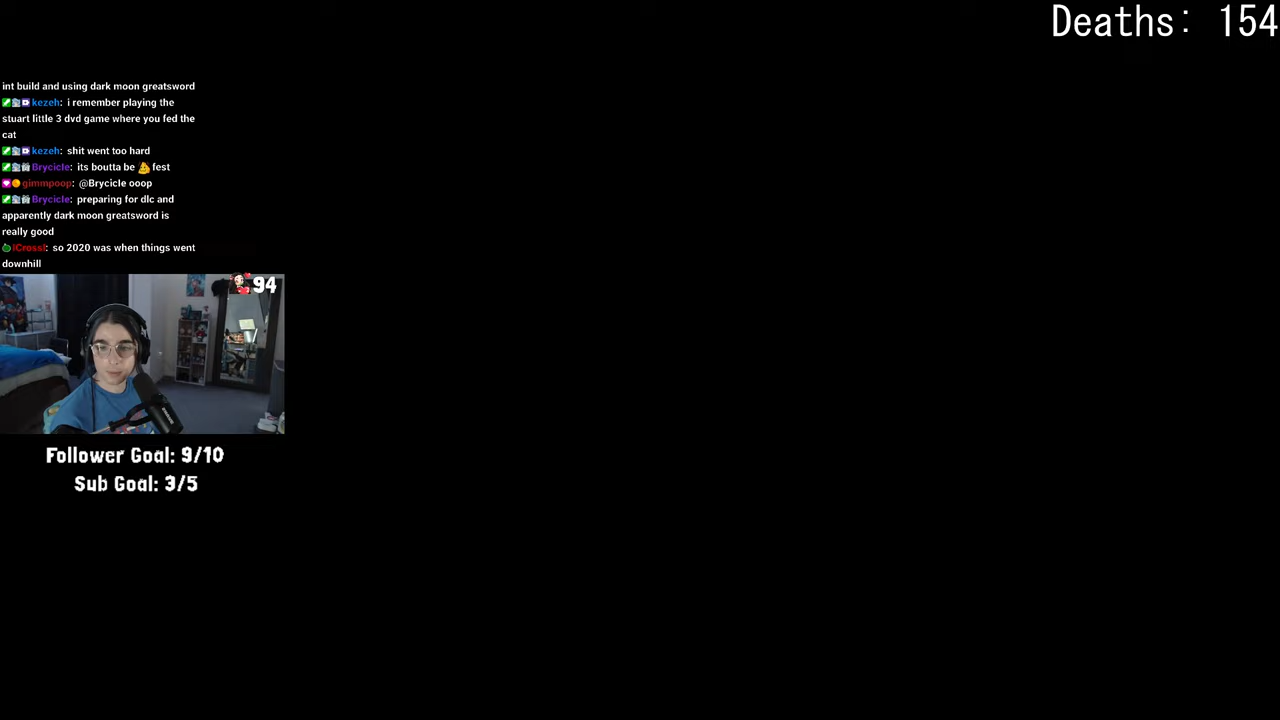 Deaths: 154
int build and using dark moon greatsword
kezeh: i remember playing the
stuart little 3 dvd game where you fed the
cat
kezeh: shit went too hard
Brycicle: its boutta be fest
gimmpoop: @Brycicle ooop
Brycicle: preparing for dlc and
apparently dark moon greatsword is
really good
lCrossl: so 2020 was when things went
downhill
94
Follower Goal: 9/10
Sub Goal: 3/5